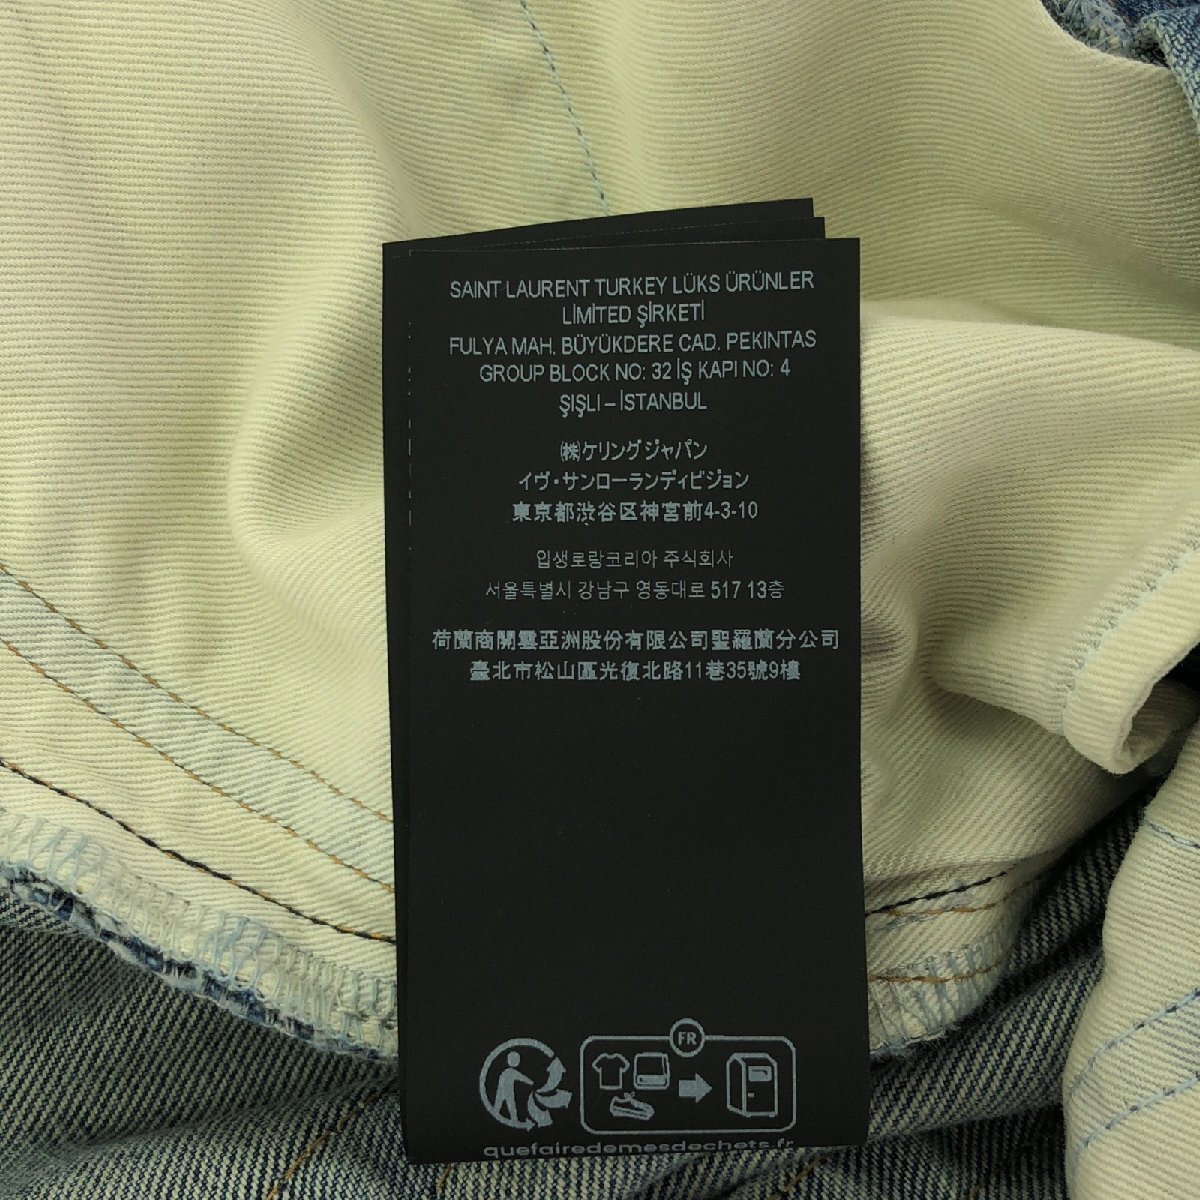 SAINT LAURENT TURKEY LÜKS ÜRÜNLER
LİMİTED ŞİRKETİ
FULYA MAH. BÜYÜKDERE CAD. PEKINTAS
GROUP BLOCK NO: 32 İŞ KAPI NO: 4
ŞIŞLI – İSTANBUL
㈱ケリングジャパン
イヴ・サンローランディビジョン
東京都渋谷区神宮前4-3-10
입생로랑코리아 주식회사
서울특별시 강남구 영동대로 517 13층
荷蘭商開雲亞洲股份有限公司聖羅蘭分公司
臺北市松山區光復北路11巷35號9樓
FR
quefairedemesdechets.fr